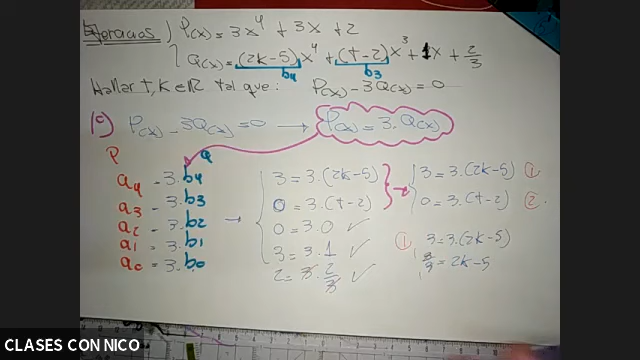 Ejercicios) P(x) = 3x⁴ + 3x + 2
Q(x) = (2k-5)x⁴ + (t-2)x³ + 1x + 2/3
b4 b3
Hallar t, k ∈ ℝ tal que: P(x) - 3Q(x) = 0
P(x) - 3Q(x) = 0 → P(x) = 3.Q(x)
P Q
a4 = 3.b4
a3 = 3.b3
a2 = 3.b2
a1 = 3.b1
a0 = 3.b0
→
3 = 3.(2k-5)
0 = 3.(t-2)
0 = 3.0 ✓
3 = 3.1 ✓
2 = 3.2/3 ✓
→
3 = 3.(2k-5) ①
0 = 3.(t-2) ②
① 3 = 3.(2k-5)
3/3 = 2k-5
CLASES CON NICO